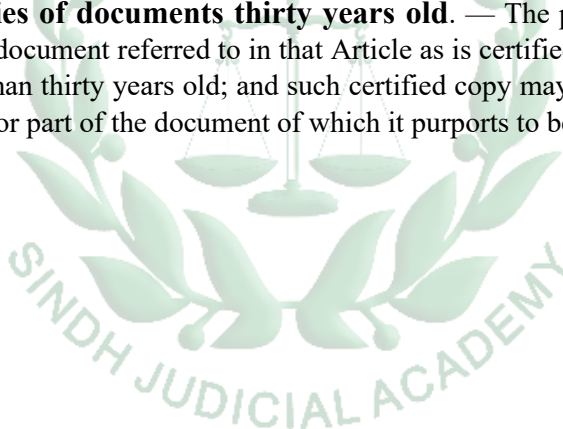 ies of documents thirty years old. — The p
document referred to in that Article as is certifie
han thirty years old; and such certified copy may
or part of the document of which it purports to be
SINDH JUDICIAL ACADEMY